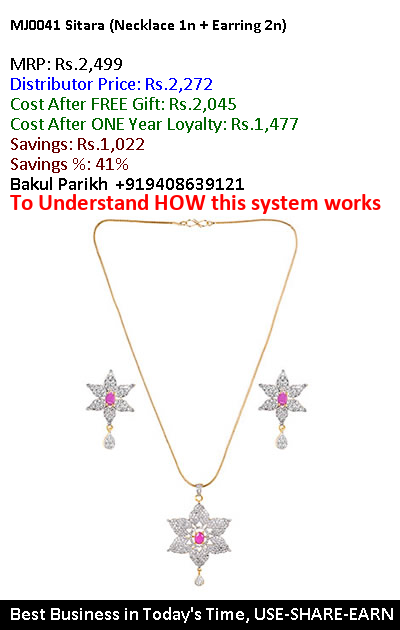 MJ0041 Sitara (Necklace 1n + Earring 2n)
MRP: Rs.2,499
Distributor Price: Rs.2,272
Cost After FREE Gift: Rs.2,045
Cost After ONE Year Loyalty: Rs.1,477
Savings: Rs.1,022
Savings %: 41%
Bakul Parikh +919408639121
To Understand HOW this system works
Best Business in Today's Time, USE-SHARE-EARN